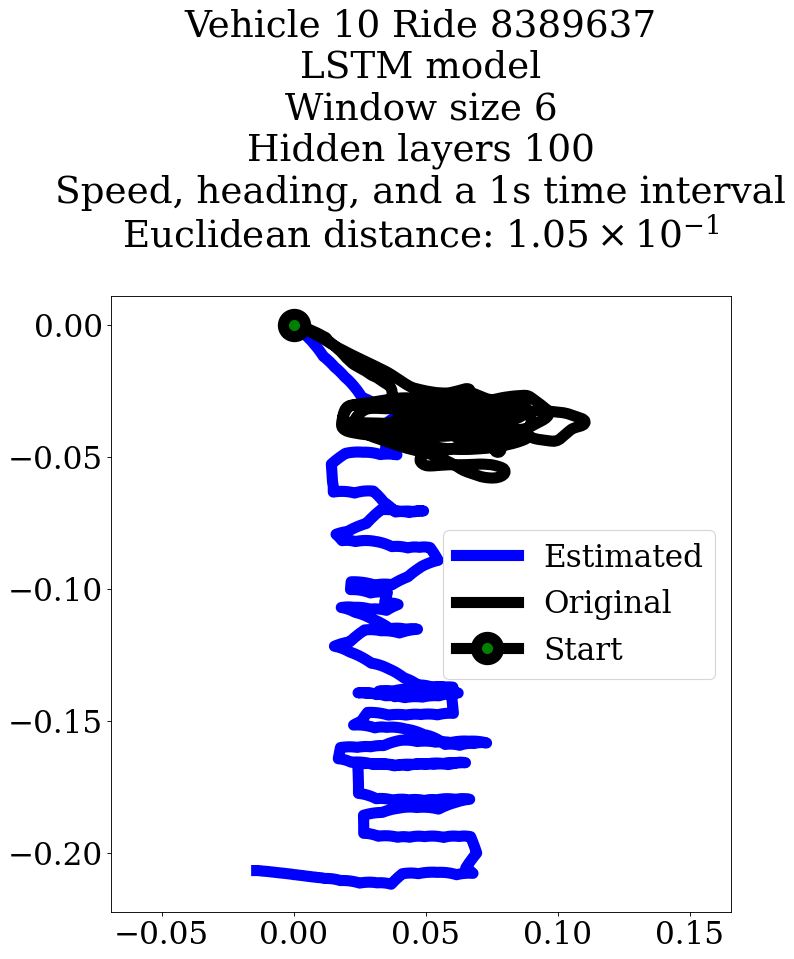 Vehicle 10 Ride 8389637
LSTM model
Window size 6
Hidden layers 100
Speed, heading, and a 1s time interval
Euclidean distance: 1.05 × 10⁻¹
0.00
−0.05
−0.10
−0.15
−0.20
Estimated
Original
Start
−0.05 0.00 0.05 0.10 0.15